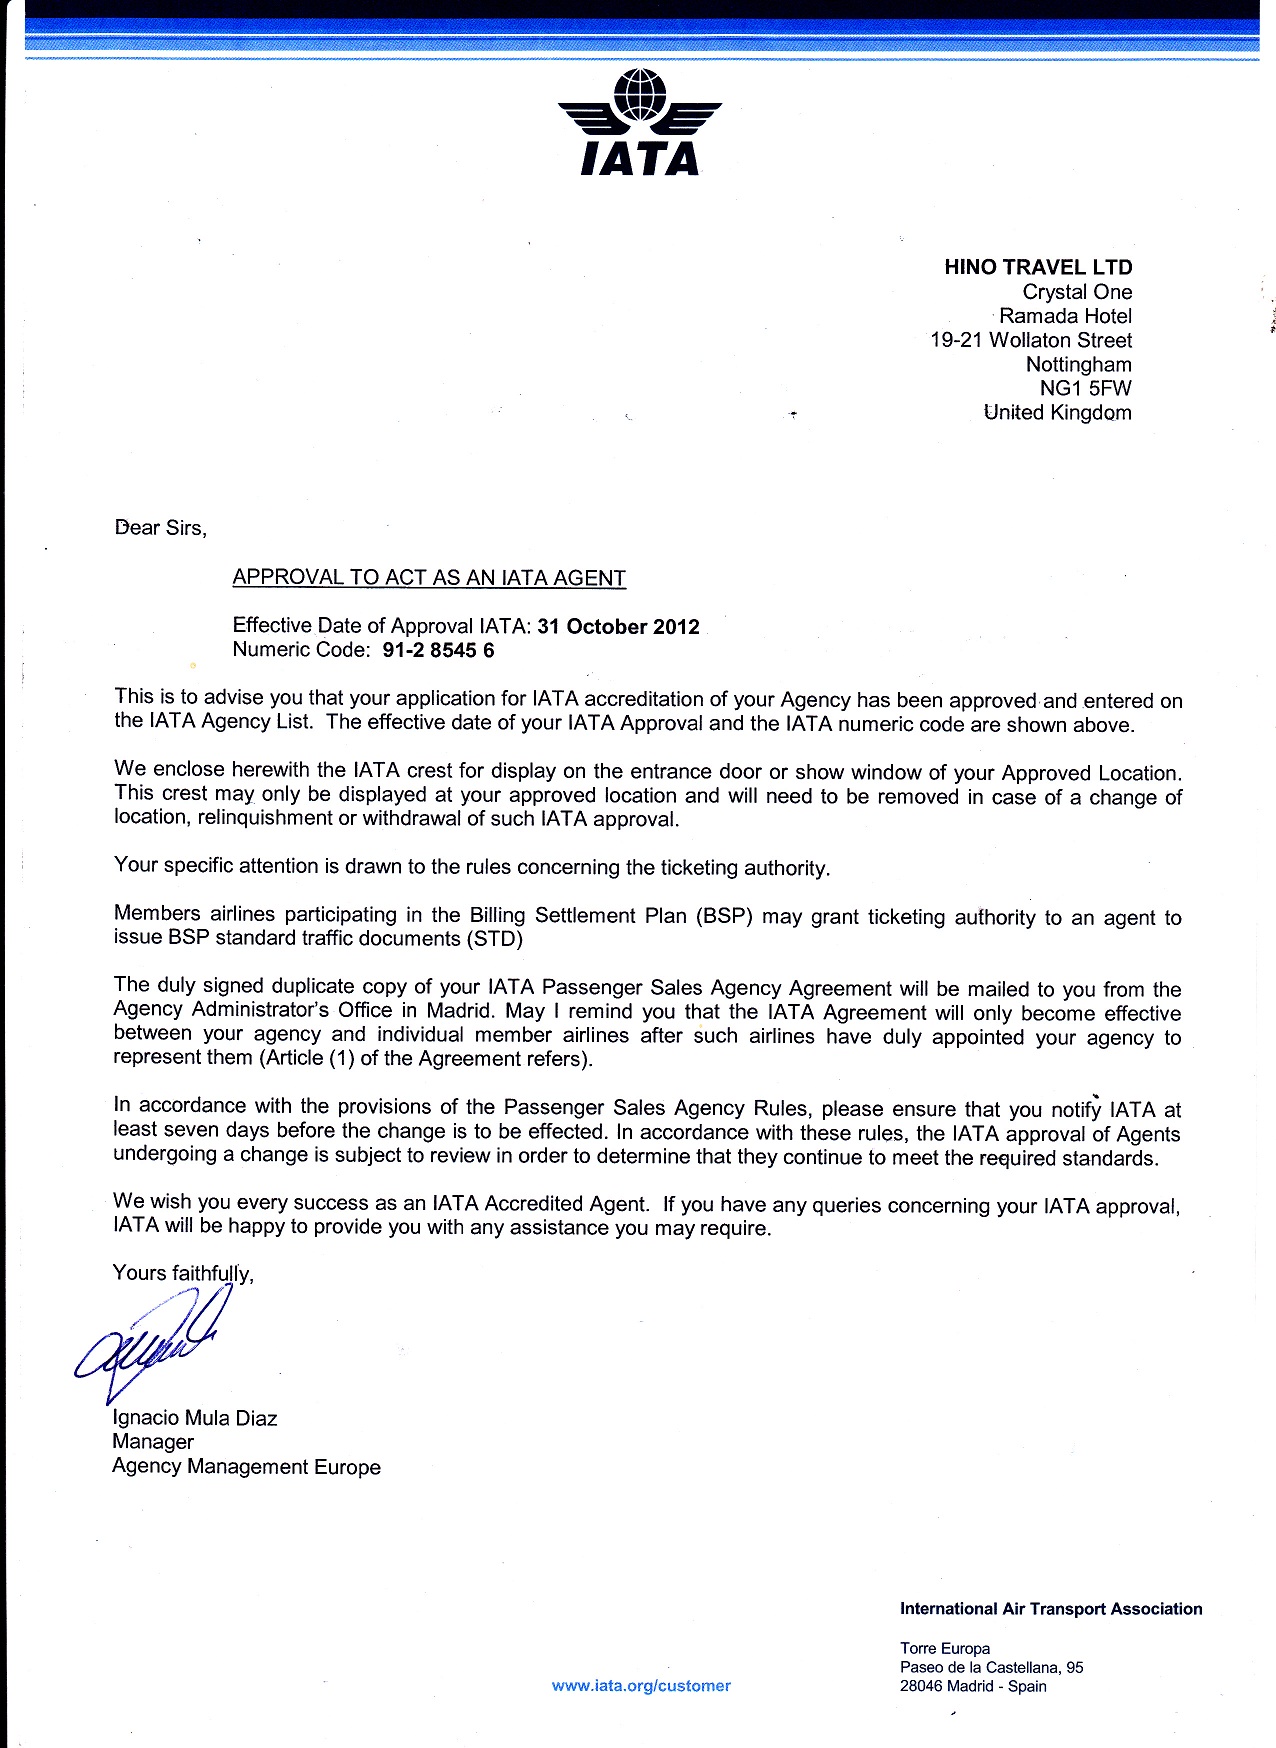 IATA
HINO TRAVEL LTD
Crystal One
Ramada Hotel
19-21 Wollaton Street
Nottingham
NG1 5FW
United Kingdom
Dear Sirs,
APPROVAL TO ACT AS AN IATA AGENT
Effective Date of Approval IATA: 31 October 2012
Numeric Code: 91-2 8545 6
This is to advise you that your application for IATA accreditation of your Agency has been approved and entered on
the IATA Agency List. The effective date of your IATA Approval and the IATA numeric code are shown above.
We enclose herewith the IATA crest for display on the entrance door or show window of your Approved Location.
This crest may only be displayed at your approved location and will need to be removed in case of a change of
location, relinquishment or withdrawal of such IATA approval.
Your specific attention is drawn to the rules concerning the ticketing authority.
Members airlines participating in the Billing Settlement Plan (BSP) may grant ticketing authority to an agent to
issue BSP standard traffic documents (STD)
The duly signed duplicate copy of your IATA Passenger Sales Agency Agreement will be mailed to you from the
Agency Administrator's Office in Madrid. May I remind you that the IATA Agreement will only become effective
between your agency and individual member airlines after such airlines have duly appointed your agency to
represent them (Article (1) of the Agreement refers).
In accordance with the provisions of the Passenger Sales Agency Rules, please ensure that you notify IATA at
least seven days before the change is to be effected. In accordance with these rules, the IATA approval of Agents
undergoing a change is subject to review in order to determine that they continue to meet the required standards.
We wish you every success as an IATA Accredited Agent. If you have any queries concerning your IATA approval,
IATA will be happy to provide you with any assistance you may require.
Yours faithfully,
Ignacio Mula Diaz
Manager
Agency Management Europe
International Air Transport Association
Torre Europa
Paseo de la Castellana, 95
28046 Madrid - Spain
www.iata.org/customer